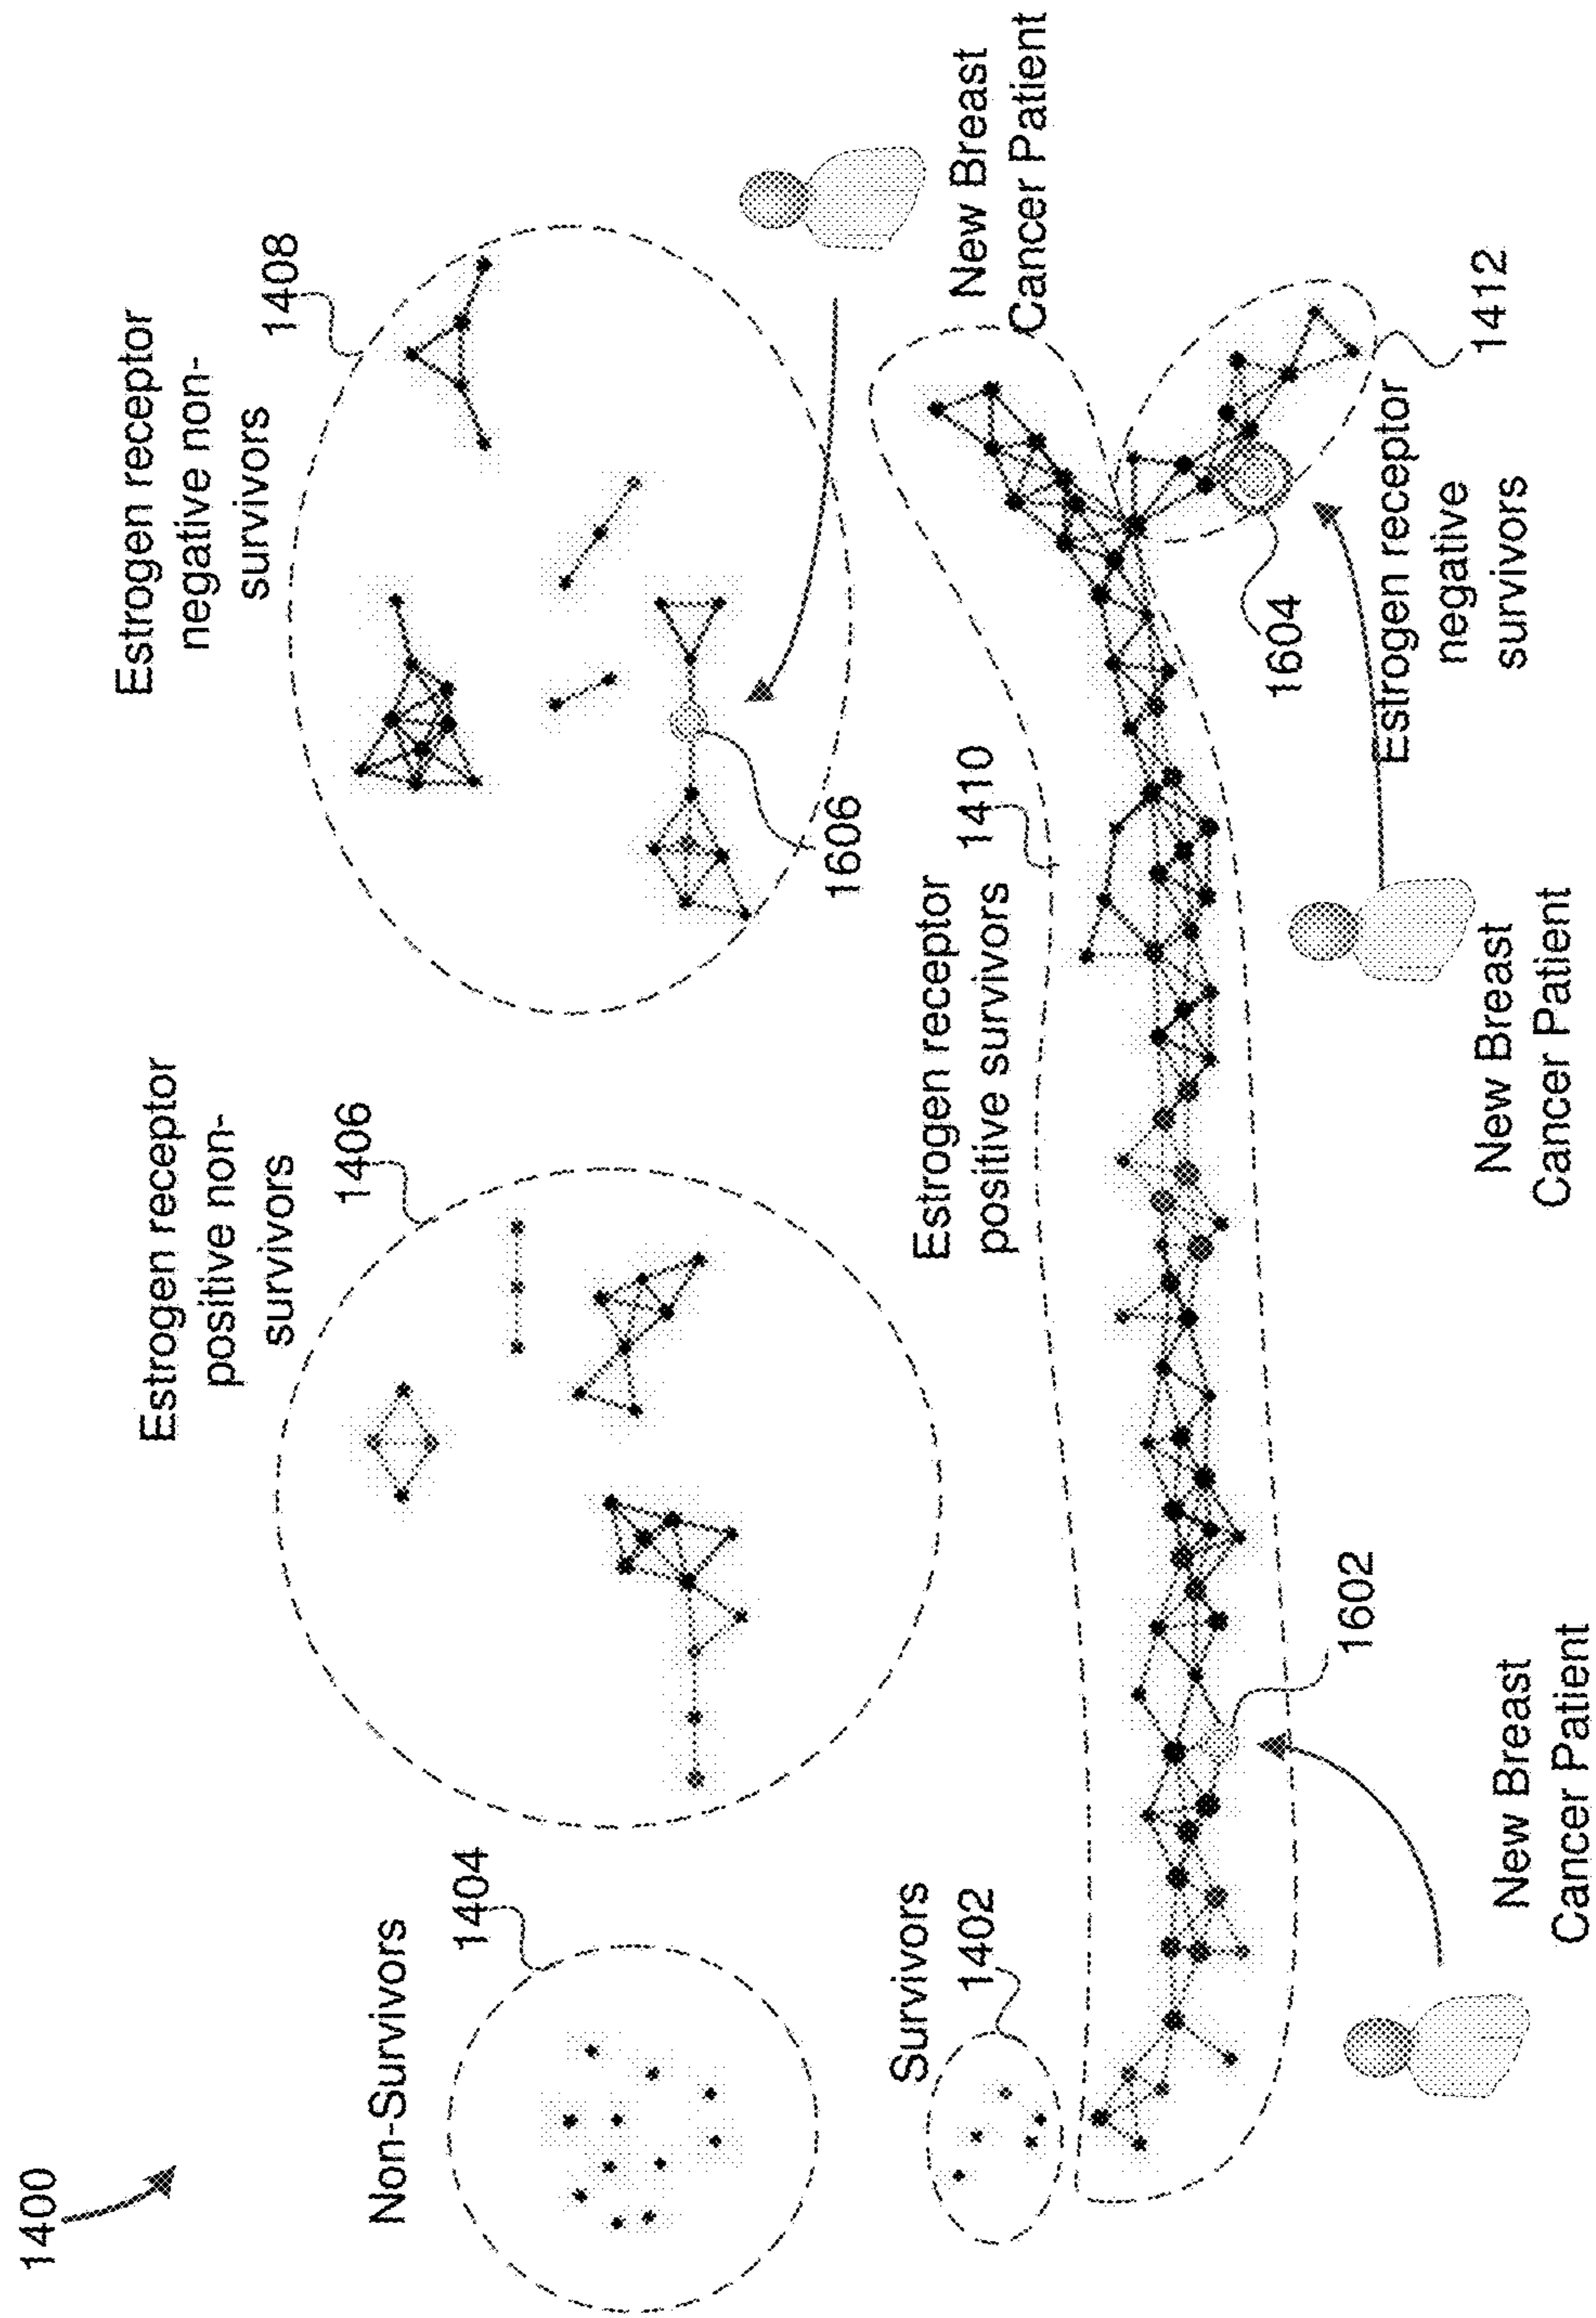 1400
Non-Survivors
1404
Estrogen receptor
positive non-
survivors
1406
Estrogen receptor
negative non-
survivors
1408
1606
New Breast
Cancer Patient
Survivors
1402
Estrogen receptor
positive survivors
1410
1602
New Breast
Cancer Patient
New Breast
Cancer Patient
1604
Estrogen receptor
negative
survivors
1412